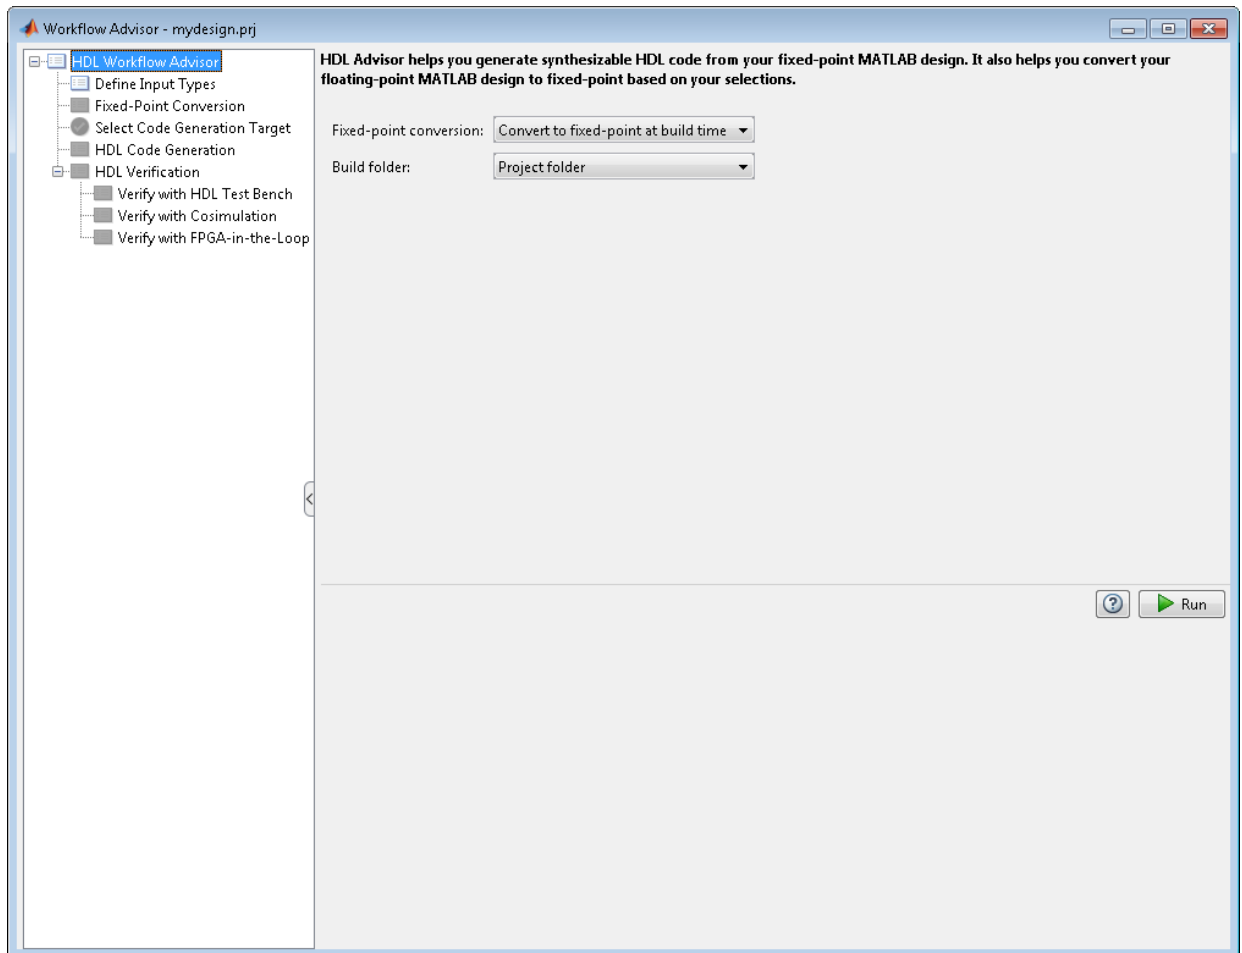 Workflow Advisor - mydesign.prj
HDL Workflow Advisor
Define Input Types
Fixed-Point Conversion
Select Code Generation Target
HDL Code Generation
HDL Verification
Verify with HDL Test Bench
Verify with Cosimulation
Verify with FPGA-in-the-Loop
HDL Advisor helps you generate synthesizable HDL code from your fixed-point MATLAB design. It also helps you convert your
floating-point MATLAB design to fixed-point based on your selections.
Fixed-point conversion: Convert to fixed-point at build time
Build folder: Project folder
Run